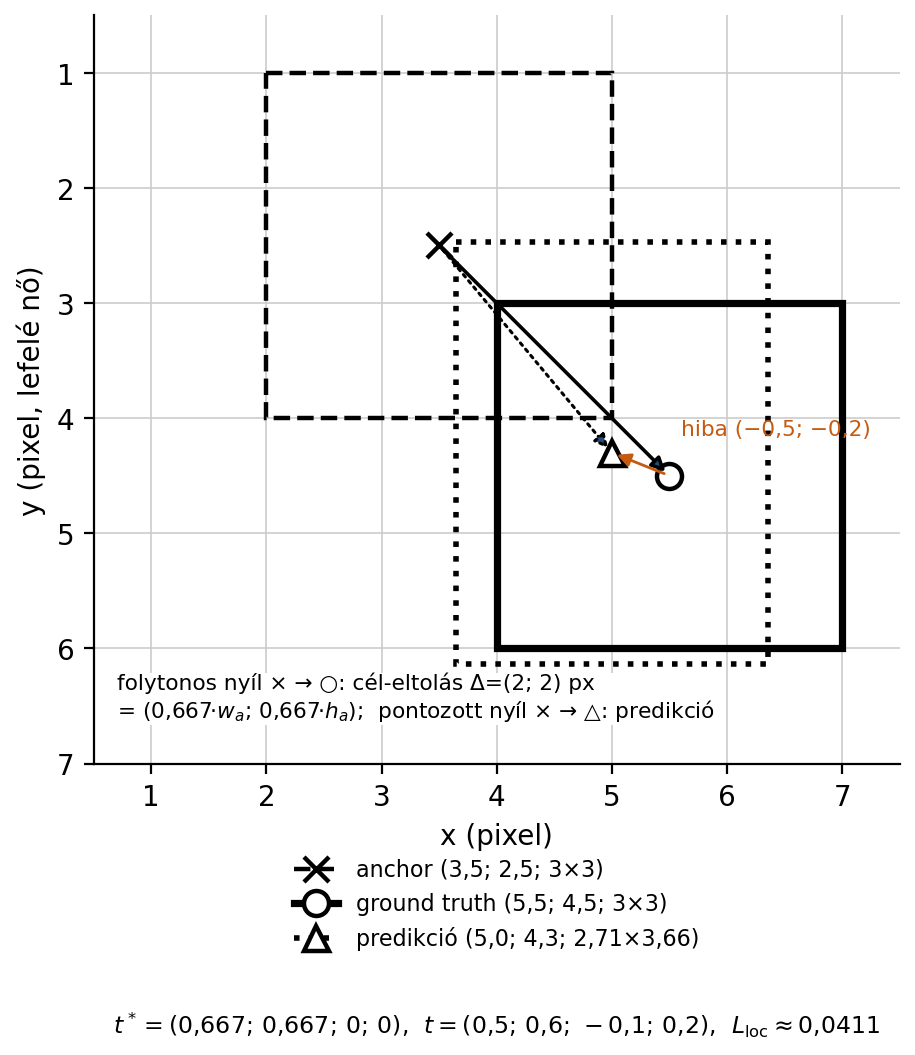 1
2
3
4
5
6
7
y (pixel, lefelé nő)
hiba (−0,5; −0,2)
folytonos nyíl × → ○: cél-eltolás Δ=(2; 2) px
= (0,667·wₐ; 0,667·hₐ);  pontozott nyíl × → △: predikció
1 2 3 4 5 6 7
x (pixel)
anchor (3,5; 2,5; 3×3)
ground truth (5,5; 4,5; 3×3)
predikció (5,0; 4,3; 2,71×3,66)
t* = (0,667; 0,667; 0; 0),  t = (0,5; 0,6; −0,1; 0,2),  L_loc ≈ 0,0411